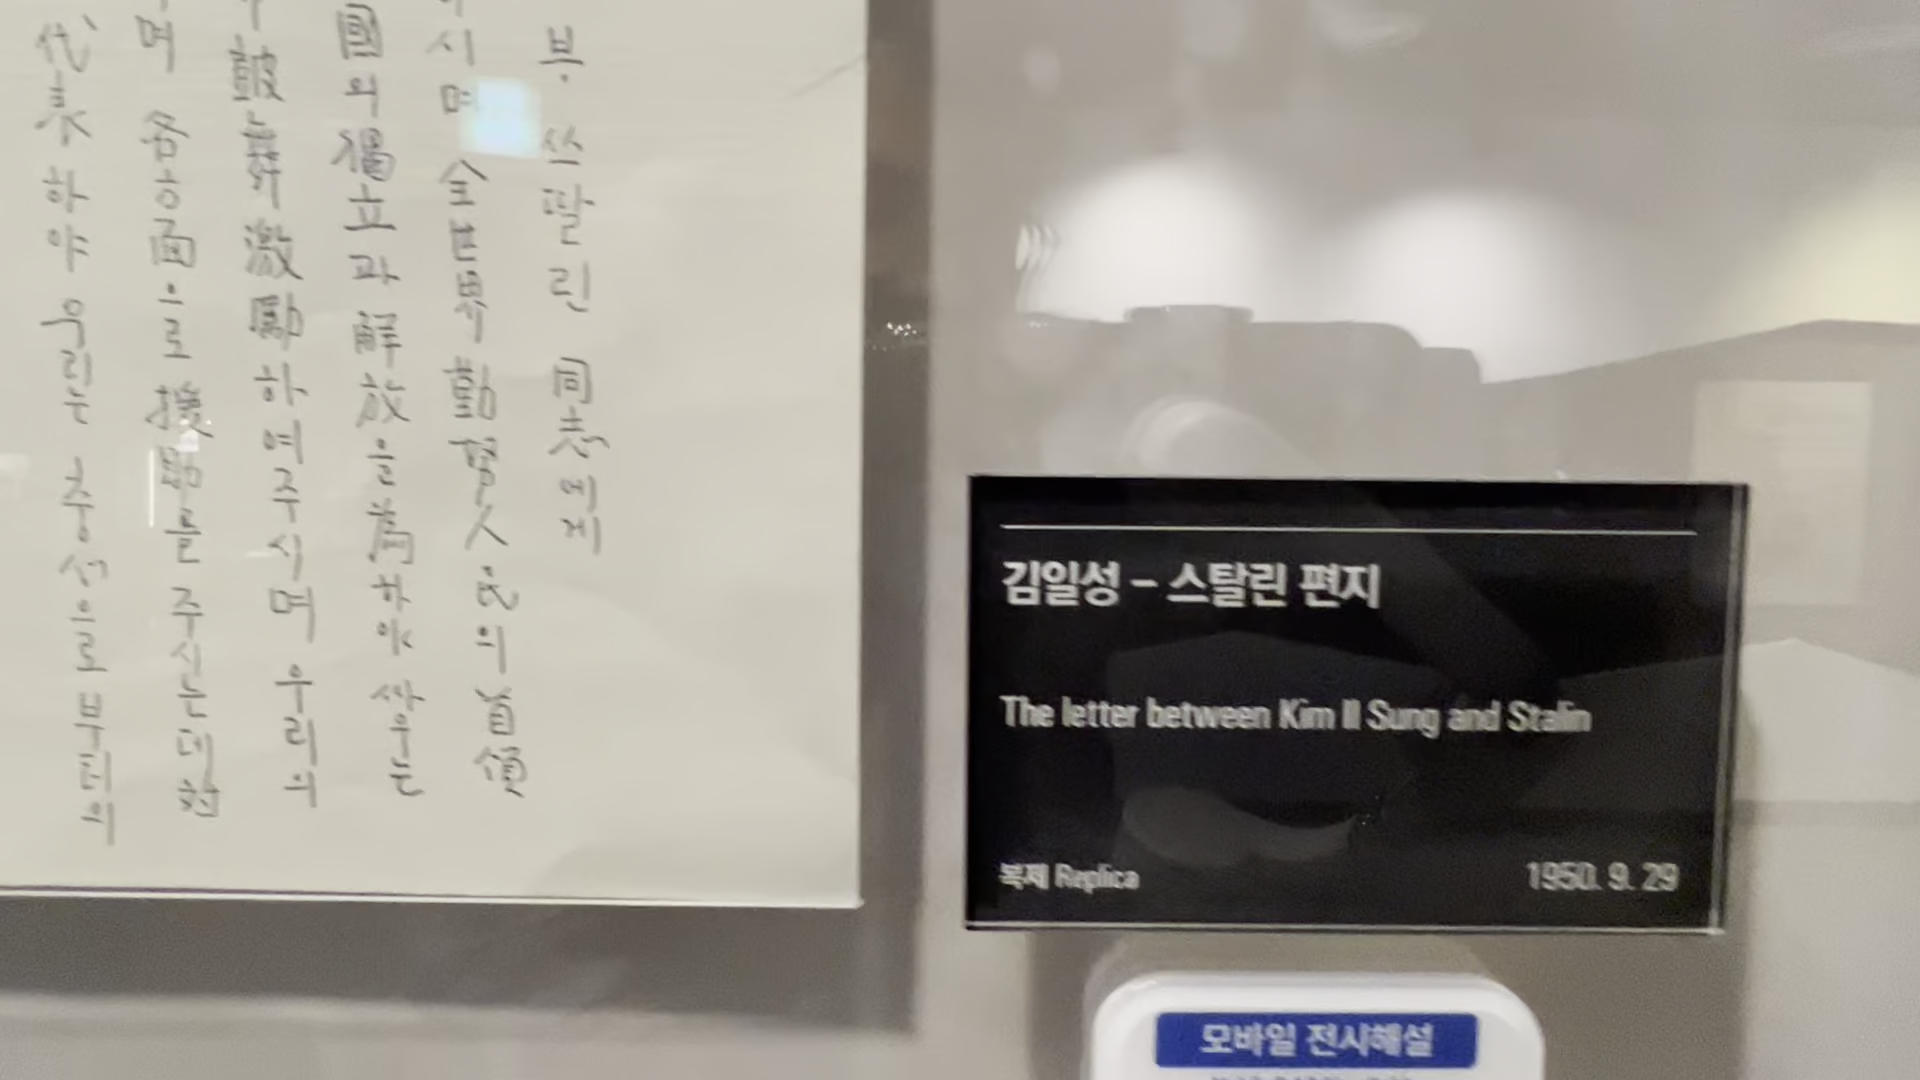 브. 쓰딸린 同志에게
시며 全世界 勤勞人民의 首領
國의 獨立과 解放을 爲하야 싸우는
鼓舞激勵하여주시며 우리의
며 各方面으로 援助를 주시는데
代表하야 우리는 충성으로부터의
김일성 - 스탈린 편지
The letter between Kim Il Sung and Stalin
복제 Replica
1950. 9. 29
모바일 전시해설